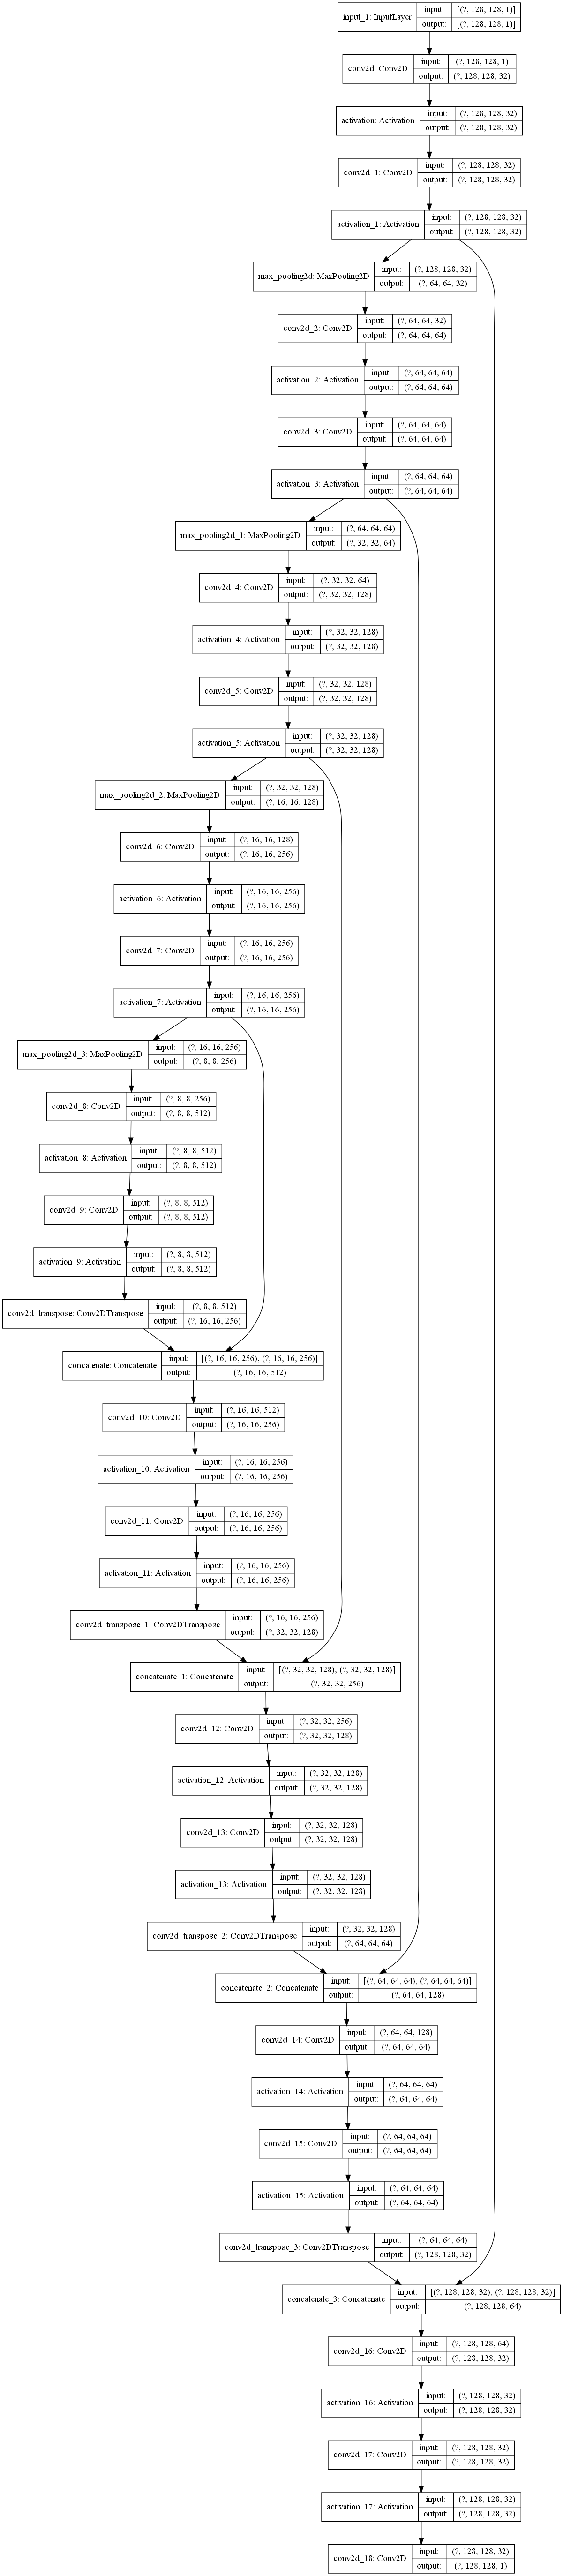 input_1: InputLayer input: [(?, 128, 128, 1)]
output: [(?, 128, 128, 1)]
conv2d: Conv2D input: (?, 128, 128, 1)
output: (?, 128, 128, 32)
activation: Activation input: (?, 128, 128, 32)
output: (?, 128, 128, 32)
conv2d_1: Conv2D input: (?, 128, 128, 32)
output: (?, 128, 128, 32)
activation_1: Activation input: (?, 128, 128, 32)
output: (?, 128, 128, 32)
max_pooling2d: MaxPooling2D input: (?, 128, 128, 32)
output: (?, 64, 64, 32)
conv2d_2: Conv2D input: (?, 64, 64, 32)
output: (?, 64, 64, 64)
activation_2: Activation input: (?, 64, 64, 64)
output: (?, 64, 64, 64)
conv2d_3: Conv2D input: (?, 64, 64, 64)
output: (?, 64, 64, 64)
activation_3: Activation input: (?, 64, 64, 64)
output: (?, 64, 64, 64)
max_pooling2d_1: MaxPooling2D input: (?, 64, 64, 64)
output: (?, 32, 32, 64)
conv2d_4: Conv2D input: (?, 32, 32, 64)
output: (?, 32, 32, 128)
activation_4: Activation input: (?, 32, 32, 128)
output: (?, 32, 32, 128)
conv2d_5: Conv2D input: (?, 32, 32, 128)
output: (?, 32, 32, 128)
activation_5: Activation input: (?, 32, 32, 128)
output: (?, 32, 32, 128)
max_pooling2d_2: MaxPooling2D input: (?, 32, 32, 128)
output: (?, 16, 16, 128)
conv2d_6: Conv2D input: (?, 16, 16, 128)
output: (?, 16, 16, 256)
activation_6: Activation input: (?, 16, 16, 256)
output: (?, 16, 16, 256)
conv2d_7: Conv2D input: (?, 16, 16, 256)
output: (?, 16, 16, 256)
activation_7: Activation input: (?, 16, 16, 256)
output: (?, 16, 16, 256)
max_pooling2d_3: MaxPooling2D input: (?, 16, 16, 256)
output: (?, 8, 8, 256)
conv2d_8: Conv2D input: (?, 8, 8, 256)
output: (?, 8, 8, 512)
activation_8: Activation input: (?, 8, 8, 512)
output: (?, 8, 8, 512)
conv2d_9: Conv2D input: (?, 8, 8, 512)
output: (?, 8, 8, 512)
activation_9: Activation input: (?, 8, 8, 512)
output: (?, 8, 8, 512)
conv2d_transpose: Conv2DTranspose input: (?, 8, 8, 512)
output: (?, 16, 16, 256)
concatenate: Concatenate input: [(?, 16, 16, 256), (?, 16, 16, 256)]
output: (?, 16, 16, 512)
conv2d_10: Conv2D input: (?, 16, 16, 512)
output: (?, 16, 16, 256)
activation_10: Activation input: (?, 16, 16, 256)
output: (?, 16, 16, 256)
conv2d_11: Conv2D input: (?, 16, 16, 256)
output: (?, 16, 16, 256)
activation_11: Activation input: (?, 16, 16, 256)
output: (?, 16, 16, 256)
conv2d_transpose_1: Conv2DTranspose input: (?, 16, 16, 256)
output: (?, 32, 32, 128)
concatenate_1: Concatenate input: [(?, 32, 32, 128), (?, 32, 32, 128)]
output: (?, 32, 32, 256)
conv2d_12: Conv2D input: (?, 32, 32, 256)
output: (?, 32, 32, 128)
activation_12: Activation input: (?, 32, 32, 128)
output: (?, 32, 32, 128)
conv2d_13: Conv2D input: (?, 32, 32, 128)
output: (?, 32, 32, 128)
activation_13: Activation input: (?, 32, 32, 128)
output: (?, 32, 32, 128)
conv2d_transpose_2: Conv2DTranspose input: (?, 32, 32, 128)
output: (?, 64, 64, 64)
concatenate_2: Concatenate input: [(?, 64, 64, 64), (?, 64, 64, 64)]
output: (?, 64, 64, 128)
conv2d_14: Conv2D input: (?, 64, 64, 128)
output: (?, 64, 64, 64)
activation_14: Activation input: (?, 64, 64, 64)
output: (?, 64, 64, 64)
conv2d_15: Conv2D input: (?, 64, 64, 64)
output: (?, 64, 64, 64)
activation_15: Activation input: (?, 64, 64, 64)
output: (?, 64, 64, 64)
conv2d_transpose_3: Conv2DTranspose input: (?, 64, 64, 64)
output: (?, 128, 128, 32)
concatenate_3: Concatenate input: [(?, 128, 128, 32), (?, 128, 128, 32)]
output: (?, 128, 128, 64)
conv2d_16: Conv2D input: (?, 128, 128, 64)
output: (?, 128, 128, 32)
activation_16: Activation input: (?, 128, 128, 32)
output: (?, 128, 128, 32)
conv2d_17: Conv2D input: (?, 128, 128, 32)
output: (?, 128, 128, 32)
activation_17: Activation input: (?, 128, 128, 32)
output: (?, 128, 128, 32)
conv2d_18: Conv2D input: (?, 128, 128, 32)
output: (?, 128, 128, 1)